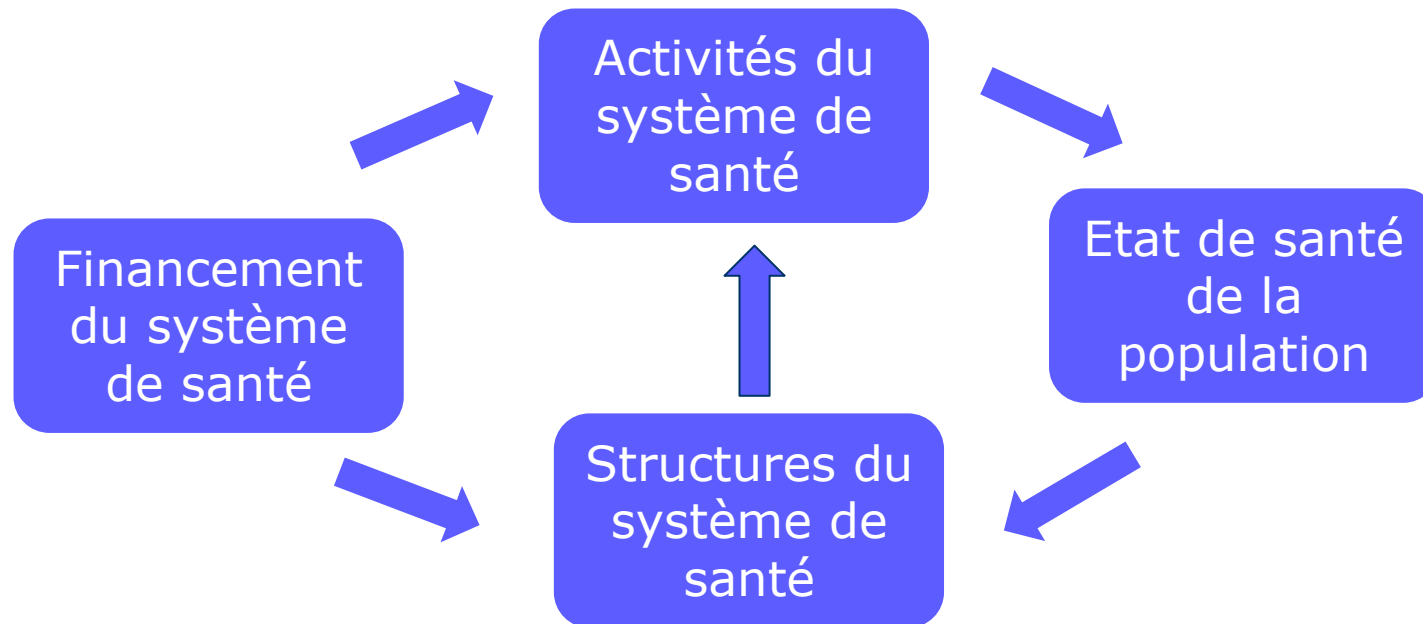 Activités du
système de
santé
Financement
du système
de santé
Etat de santé
de la
population
Structures du
système de
santé